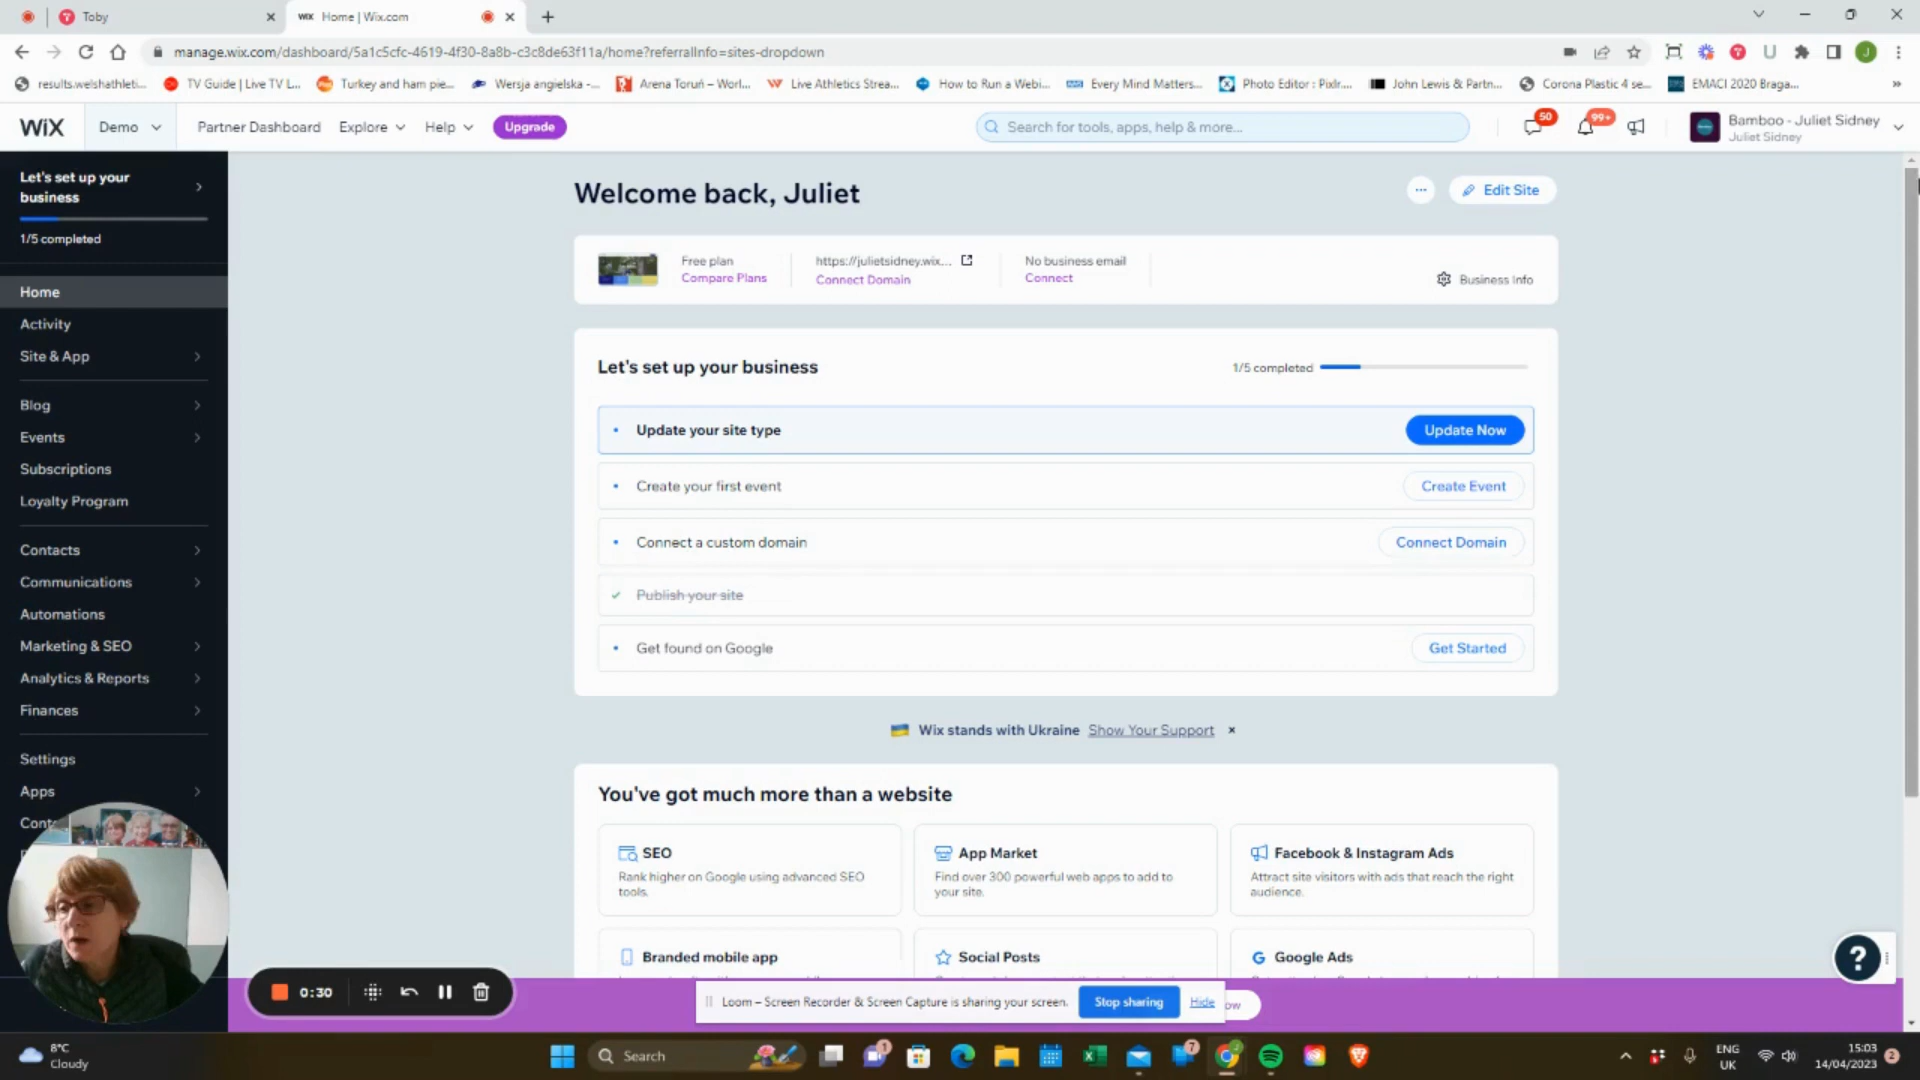 Toby
WIX Home | Wix.com
manage.wix.com/dashboard/5a1c5cfc-4619-4f30-8a8b-c3c8de63f11a/home?referralInfo=sites-dropdown
results.welshathleti...
TV Guide | Live TV L...
Turkey and ham pie...
Wersja angielska -...
Arena Toruń – Worl...
Live Athletics Strea...
How to Run a Webi...
Every Mind Matters...
Photo Editor : Pixlr...
John Lewis & Partn...
Corona Plastic 4 se...
EMACI 2020 Braga...
WiX
Demo
Partner Dashboard
Explore
Help
Upgrade
Search for tools, apps, help & more...
50
99+
Bamboo - Juliet Sidney
Juliet Sidney
Let's set up your
business
1/5 completed
Home
Activity
Site & App
Blog
Events
Subscriptions
Loyalty Program
Contacts
Communications
Automations
Marketing & SEO
Analytics & Reports
Finances
Settings
Apps
Cont
Welcome back, Juliet
Edit Site
Free plan
Compare Plans
https://julietsidney.wix...
Connect Domain
No business email
Connect
Business Info
Let's set up your business
1/5 completed
Update your site type
Update Now
Create your first event
Create Event
Connect a custom domain
Connect Domain
Publish your site
Get found on Google
Get Started
Wix stands with Ukraine Show Your Support
You've got much more than a website
SEO
Rank higher on Google using advanced SEO
tools.
App Market
Find over 300 powerful web apps to add to
your site.
Facebook & Instagram Ads
Attract site visitors with ads that reach the right
audience.
Branded mobile app
Social Posts
Google Ads
0:30
Loom – Screen Recorder & Screen Capture is sharing your screen.
Stop sharing
Hide
ow
?
8°C
Cloudy
Search
1
7
ENG
UK
15:03
14/04/2023
2